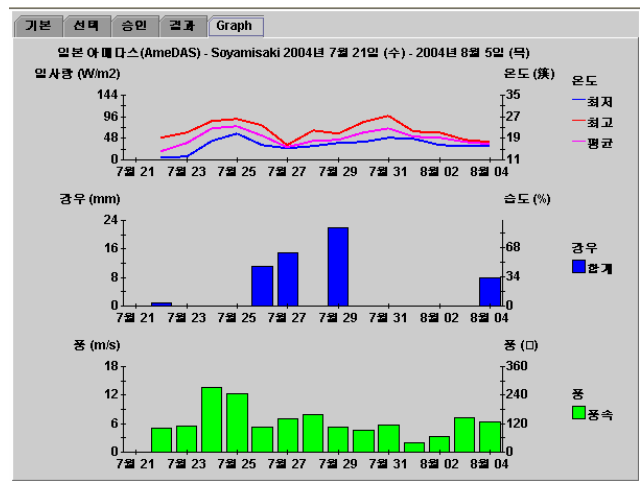 기본 선택 승인 결과 Graph
일본 아메다스(AmeDAS) - Soyamisaki 2004년 7월 21일 (수) - 2004년 8월 5일 (목)
일사량 (W/m2) 온도 (漢)
144 96 48 0
35 27 19 11
온도
최저
최고
평균
7월 21 7월 23 7월 25 7월 27 7월 29 7월 31 8월 02 8월 04
강우 (mm) 습도 (%)
24 16 8 0
68 34 0
강우
합계
7월 21 7월 23 7월 25 7월 27 7월 29 7월 31 8월 02 8월 04
풍 (m/s) 풍 (□)
18 12 6 0
360 240 120 0
풍
풍속
7월 21 7월 23 7월 25 7월 27 7월 29 7월 31 8월 02 8월 04